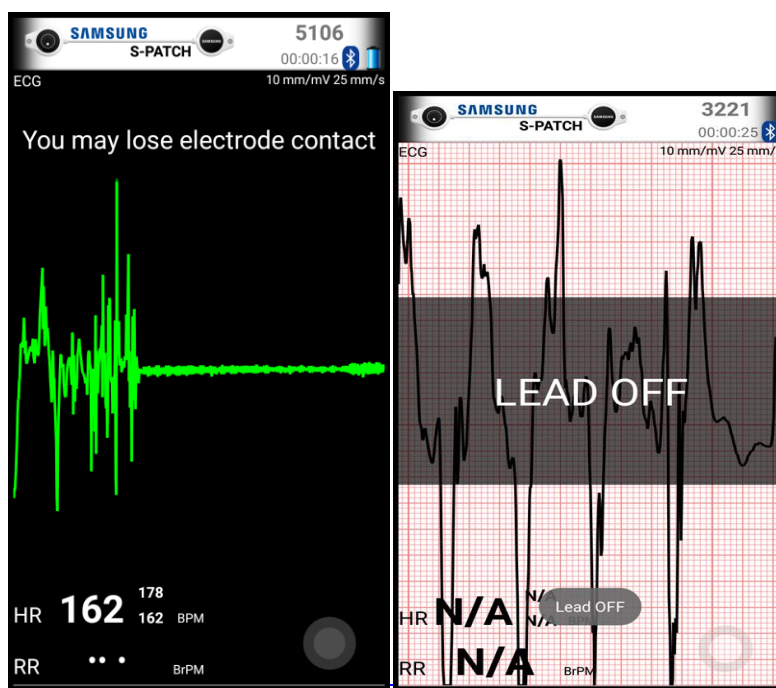 SAMSUNG
S-PATCH
5106
00:00:16
ECG
10 mm/mV 25 mm/s
You may lose electrode contact
HR 162 178
162 BPM
RR •• • BrPM
SAMSUNG
S-PATCH
3221
00:00:25
ECG
10 mm/mV 25 mm/
LEAD OFF
HR N/A N/A
N/A BPM
Lead OFF
RR N/A BrPM